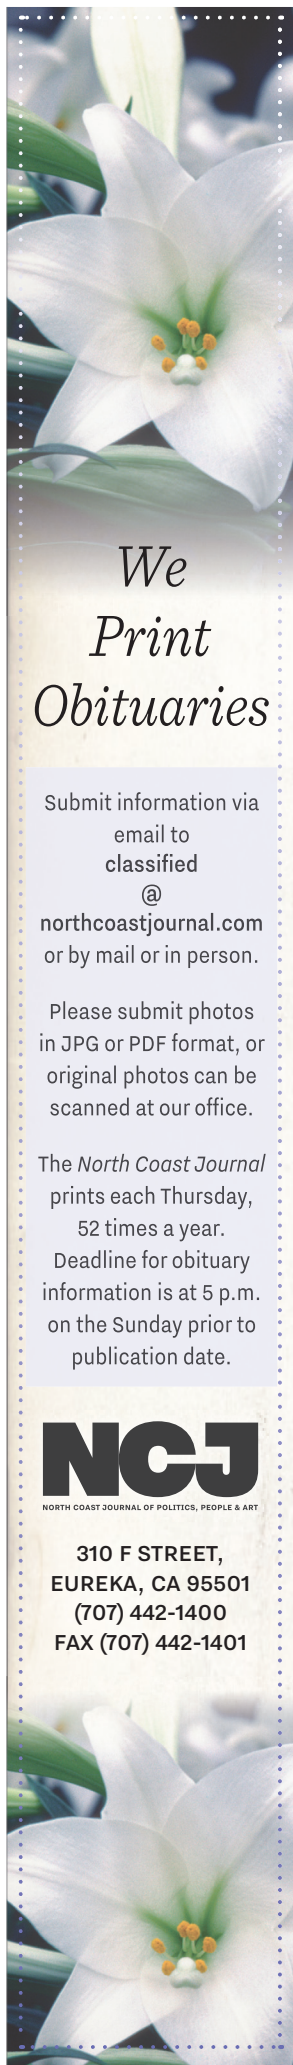 We
Print
Obituaries
Submit information via
email to
classified
@
northcoastjournal.com
or by mail or in person.
Please submit photos
in JPG or PDF format, or
original photos can be
scanned at our office.
The North Coast Journal
prints each Thursday,
52 times a year.
Deadline for obituary
information is at 5 p.m.
on the Sunday prior to
publication date.
NCJ
NORTH COAST JOURNAL OF POLITICS, PEOPLE & ART
310 F STREET,
EUREKA, CA 95501
(707) 442-1400
FAX (707) 442-1401